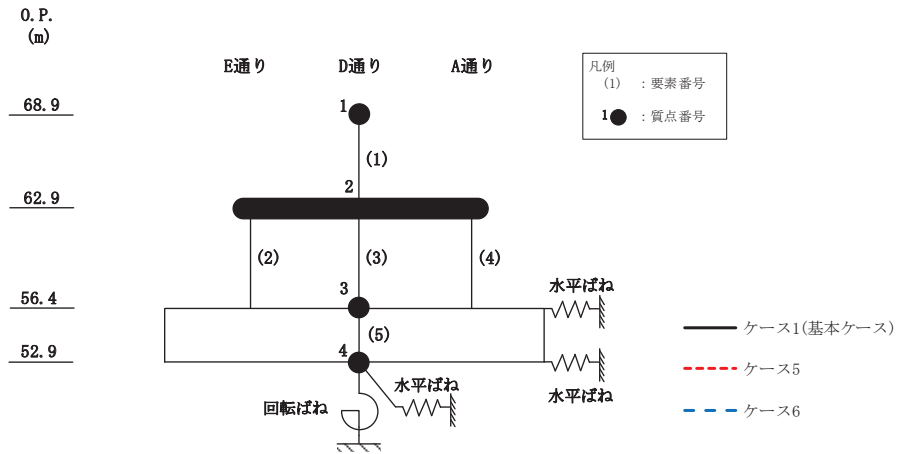 O.P.
(m)
E通り D通り A通り
凡例
(1) ：要素番号
1 ：質点番号
68.9
1
(1)
2
62.9
(2) (3) (4)
水平ばね
3
56.4
(5)
ケース1(基本ケース)
4
52.9
ケース5
水平ばね
水平ばね
回転ばね
ケース6